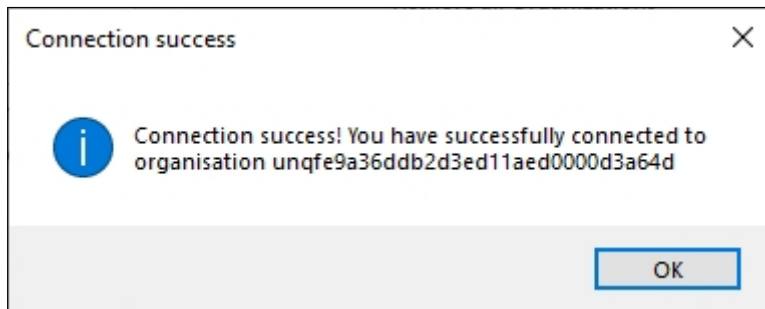 Connection success
Connection success! You have successfully connected to
organisation unqfe9a36ddb2d3ed11aed0000d3a64d
OK